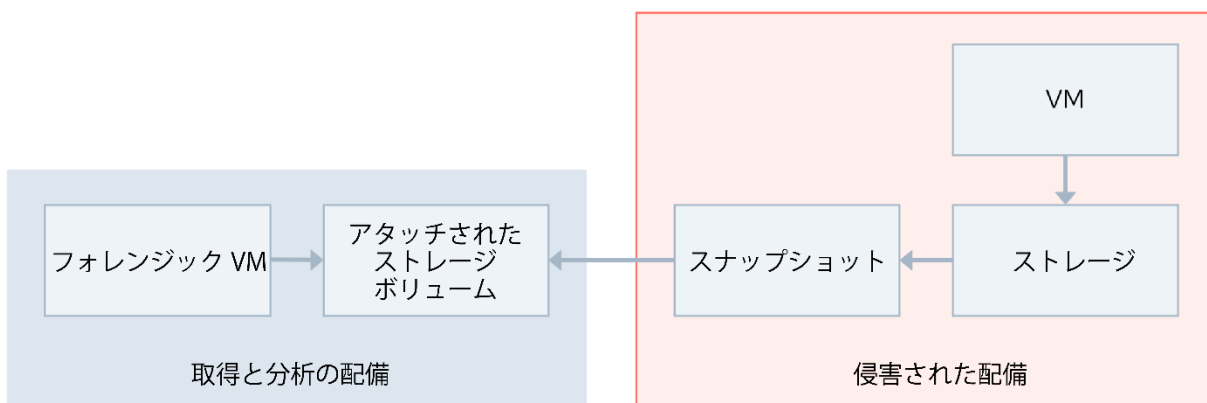 VM
フォレンジック VM
アタッチされた
ストレージ
ボリューム
スナップショット
ストレージ
取得と分析の配備
侵害された配備